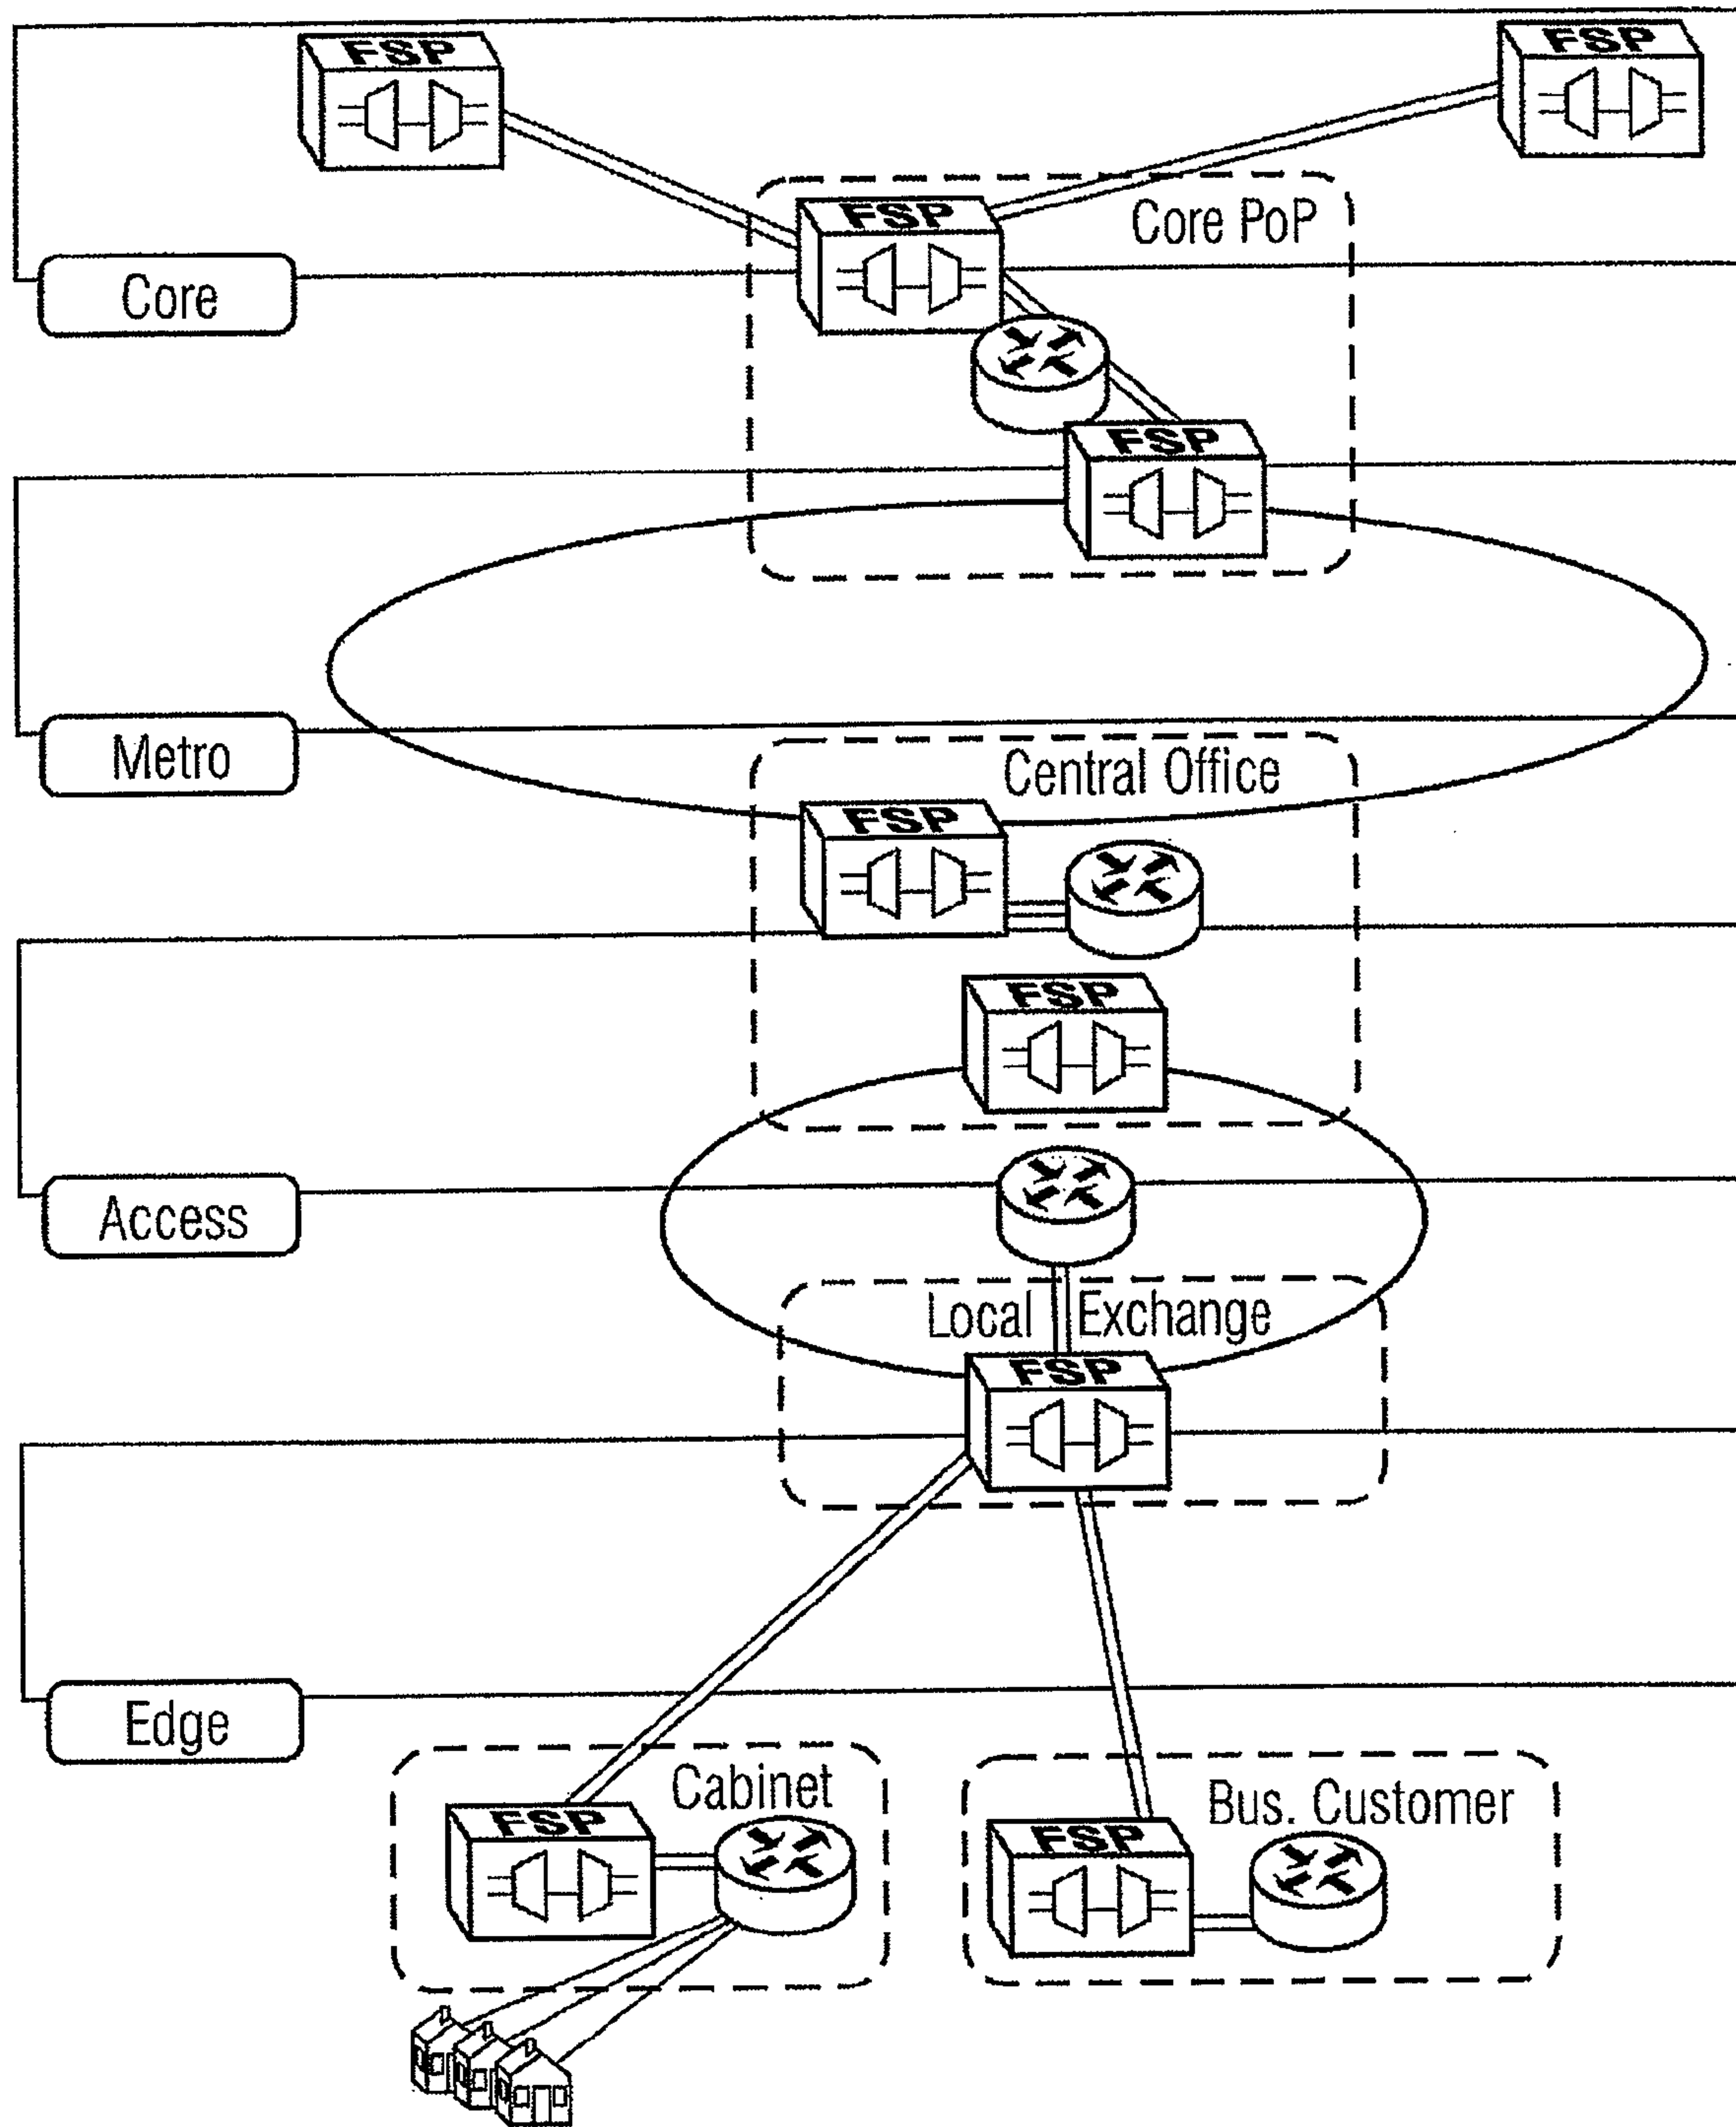 FSP
FSP
FSP
Core PoP
Core
FSP
Metro
Central Office
FSP
FSP
Access
Local Exchange
FSP
Edge
Cabinet
FSP
Bus. Customer
FSP